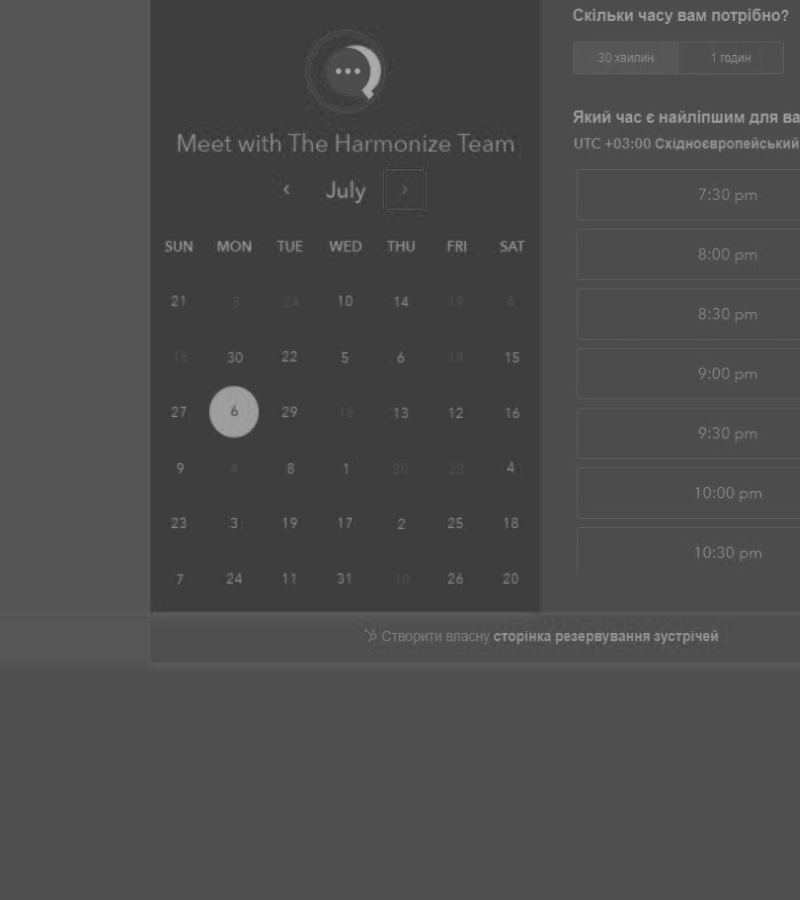 Meet with The Harmonize Team
‹ July ›
SUN MON TUE WED THU FRI SAT
21 3 24 10 14 19 6
16 30 22 5 6 19 15
27 6 29 16 13 12 16
9 4 8 1 20 22 4
23 3 19 17 2 25 18
7 24 11 31 10 26 20
Скільки часу вам потрібно?
30 хвилин 1 годин
Який час є найліпшим для ва
UTC +03:00 Східноєвропейський
7:30 pm
8:00 pm
8:30 pm
9:00 pm
9:30 pm
10:00 pm
10:30 pm
Створити власну сторінка резервування зустрічей